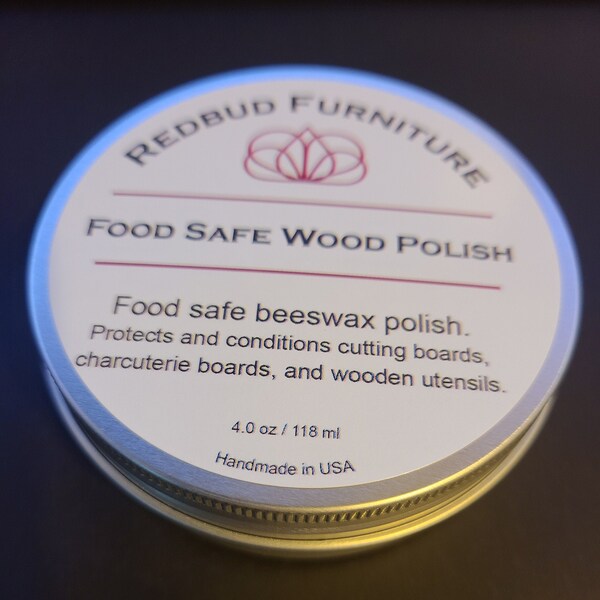 Redbud Furniture
Food Safe Wood Polish
Food safe beeswax polish.
Protects and conditions cutting boards,
charcuterie boards, and wooden utensils.
4.0 oz / 118 ml
Handmade in USA